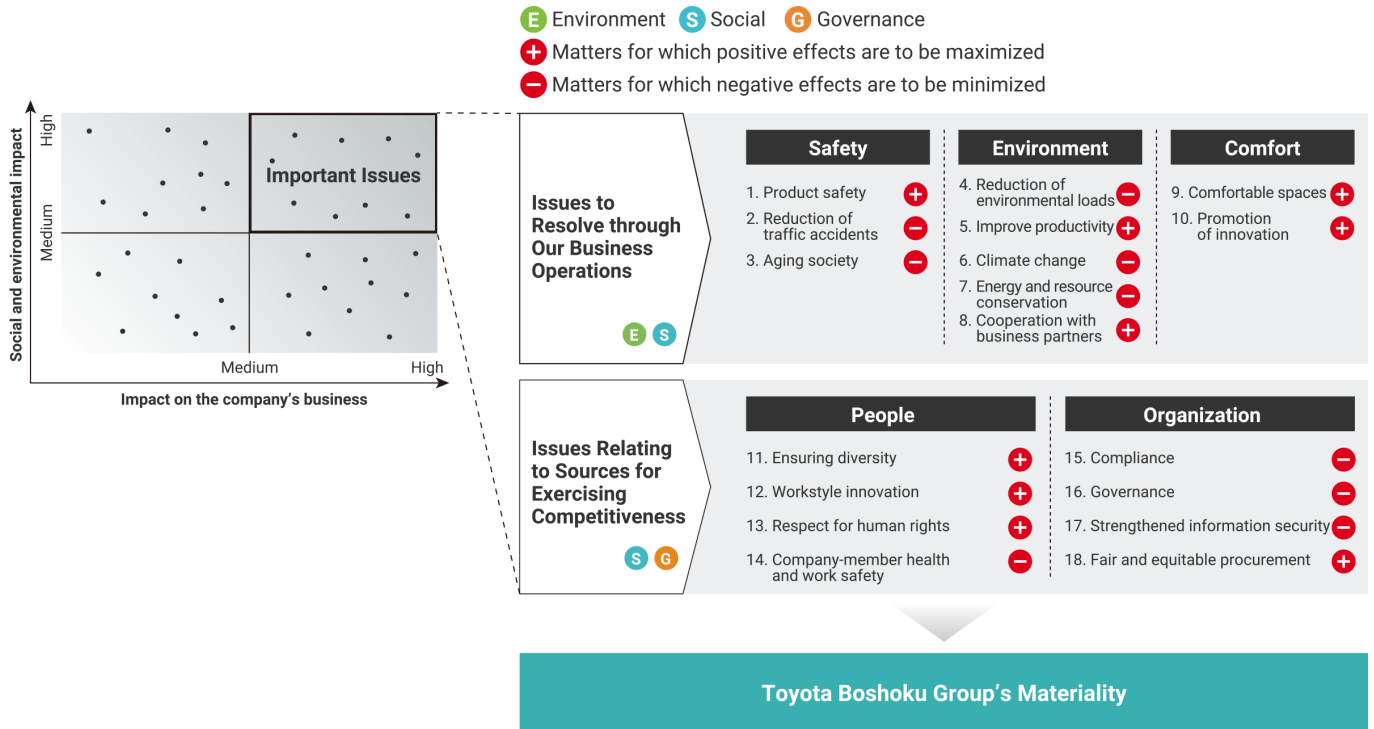 E Environment S Social G Governance
+ Matters for which positive effects are to be maximized
− Matters for which negative effects are to be minimized
Social and environmental impact
High
Medium
Important Issues
Medium
High
Impact on the company's business
Issues to
Resolve through
Our Business
Operations
E S
Safety
1. Product safety +
2. Reduction of
traffic accidents −
3. Aging society −
Environment
4. Reduction of
environmental loads −
5. Improve productivity +
6. Climate change −
7. Energy and resource
conservation −
8. Cooperation with
business partners +
Comfort
9. Comfortable spaces +
10. Promotion
of innovation +
Issues Relating
to Sources for
Exercising
Competitiveness
S G
People
11. Ensuring diversity +
12. Workstyle innovation +
13. Respect for human rights +
14. Company-member health
and work safety −
Organization
15. Compliance −
16. Governance −
17. Strengthened information security −
18. Fair and equitable procurement +
Toyota Boshoku Group's Materiality